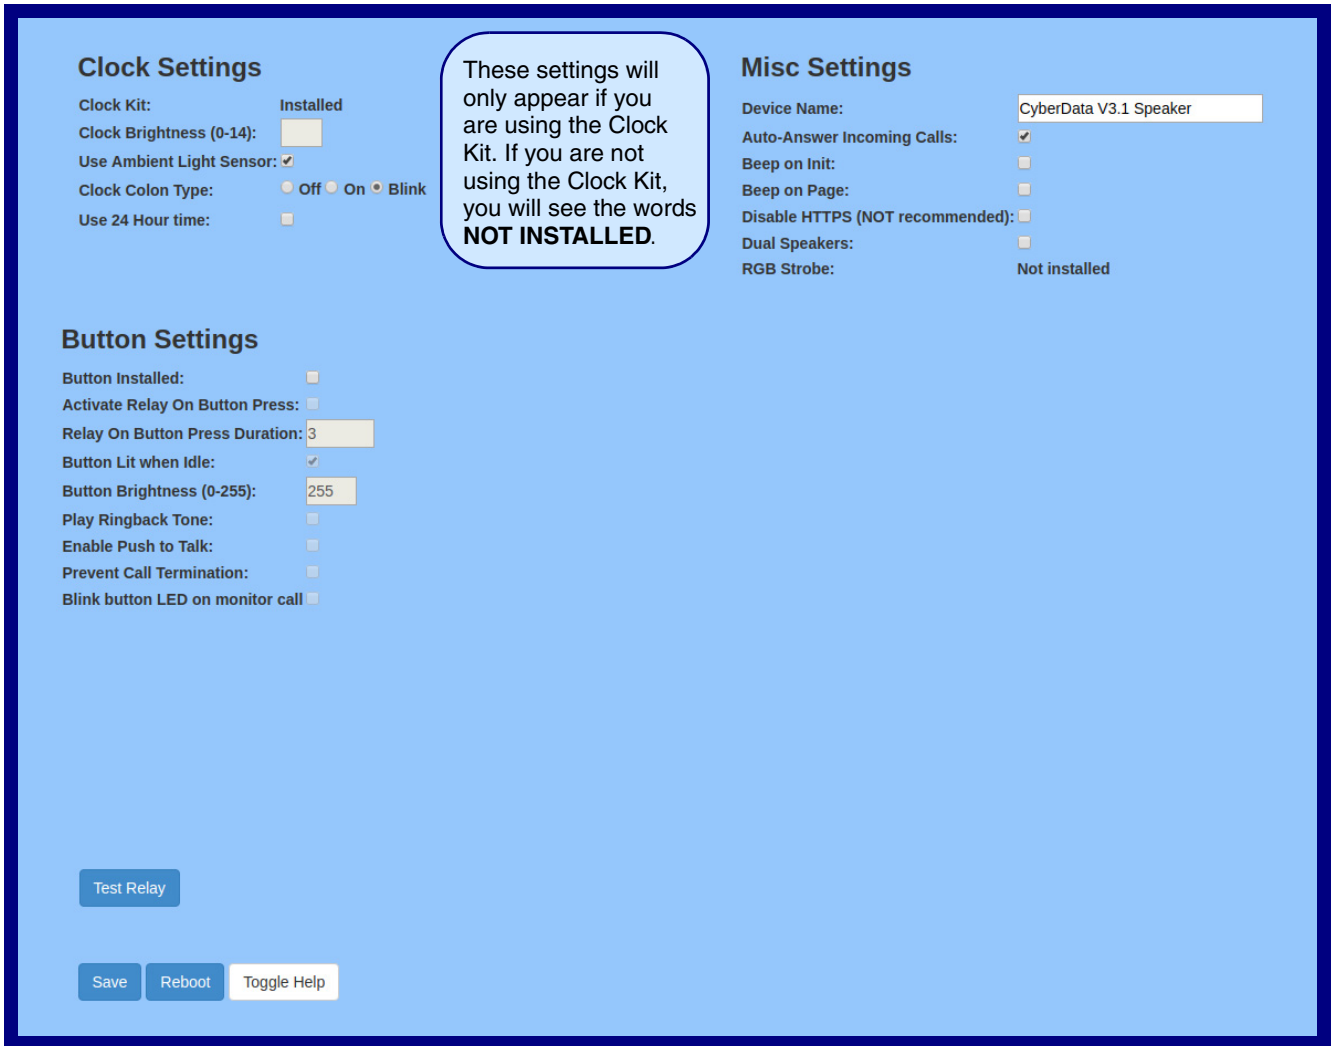 Clock Settings
Clock Kit: Installed
Clock Brightness (0-14):
Use Ambient Light Sensor:
Clock Colon Type: Off On Blink
Use 24 Hour time:
These settings will
only appear if you
are using the Clock
Kit. If you are not
using the Clock Kit,
you will see the words
NOT INSTALLED.
Misc Settings
Device Name: CyberData V3.1 Speaker
Auto-Answer Incoming Calls:
Beep on Init:
Beep on Page:
Disable HTTPS (NOT recommended):
Dual Speakers:
RGB Strobe: Not installed
Button Settings
Button Installed:
Activate Relay On Button Press:
Relay On Button Press Duration: 3
Button Lit when Idle:
Button Brightness (0-255): 255
Play Ringback Tone:
Enable Push to Talk:
Prevent Call Termination:
Blink button LED on monitor call
Test Relay
Save Reboot Toggle Help